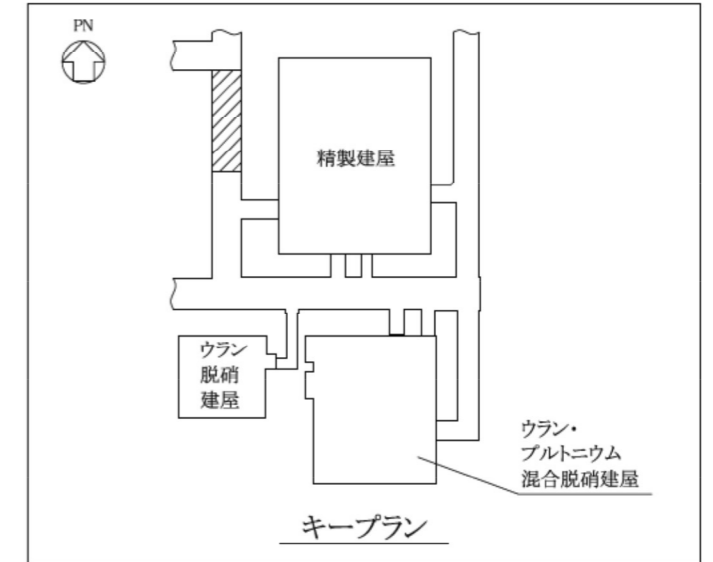 PN
精製建屋
ウラン
脱硝
建屋
ウラン・
プルトニウム
混合脱硝建屋
キープラン